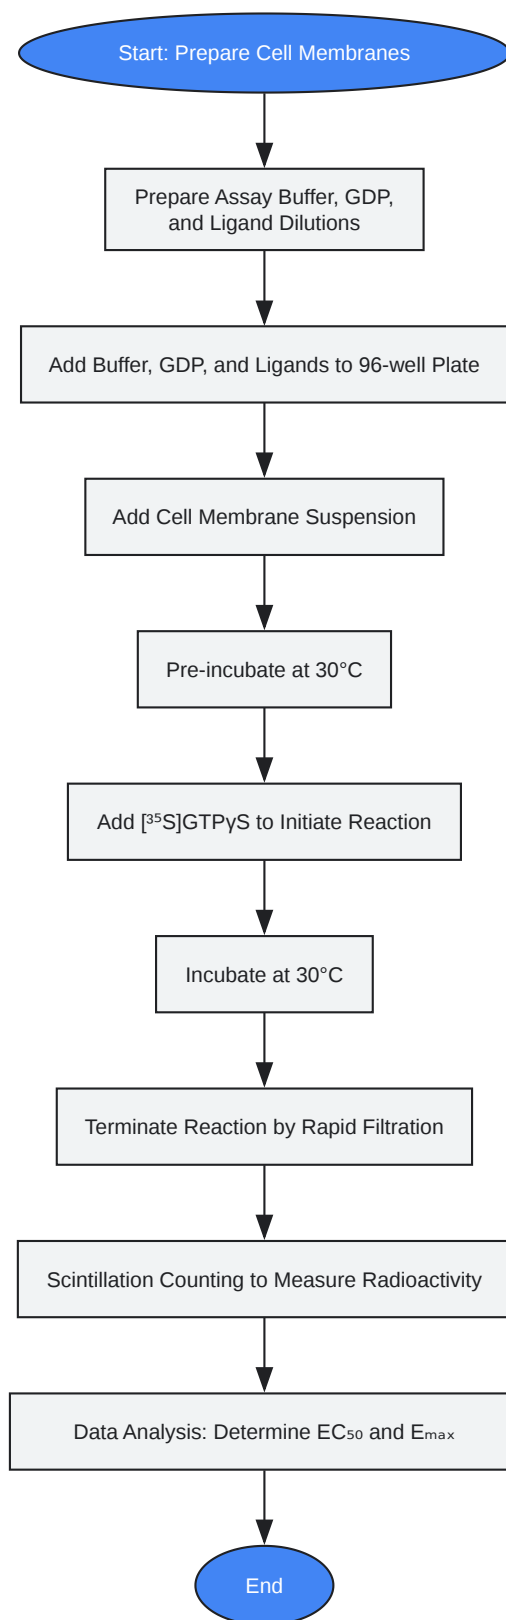 Start: Prepare Cell Membranes
Prepare Assay Buffer, GDP,
and Ligand Dilutions
Add Buffer, GDP, and Ligands to 96-well Plate
Add Cell Membrane Suspension
Pre-incubate at 30°C
Add [³⁵S]GTPγS to Initiate Reaction
Incubate at 30°C
Terminate Reaction by Rapid Filtration
Scintillation Counting to Measure Radioactivity
Data Analysis: Determine EC₅₀ and Eₘₐₓ
End